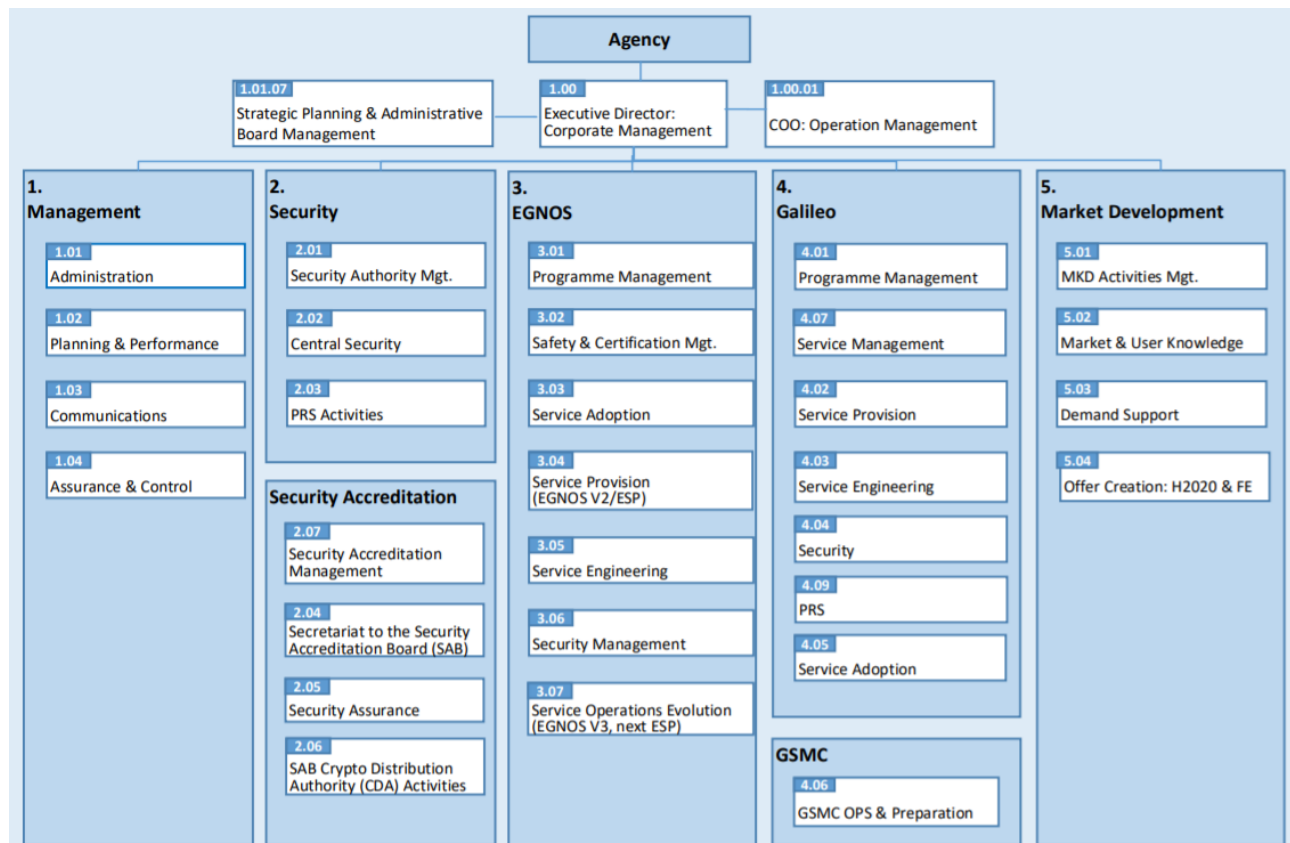 Agency
1.01.07
Strategic Planning & Administrative
Board Management
1.00
Executive Director:
Corporate Management
1.00.01
COO: Operation Management
1.
Management
1.01
Administration
1.02
Planning & Performance
1.03
Communications
1.04
Assurance & Control
2.
Security
2.01
Security Authority Mgt.
2.02
Central Security
2.03
PRS Activities
Security Accreditation
2.07
Security Accreditation
Management
2.04
Secretariat to the Security
Accreditation Board (SAB)
2.05
Security Assurance
2.06
SAB Crypto Distribution
Authority (CDA) Activities
3.
EGNOS
3.01
Programme Management
3.02
Safety & Certification Mgt.
3.03
Service Adoption
3.04
Service Provision
(EGNOS V2/ESP)
3.05
Service Engineering
3.06
Security Management
3.07
Service Operations Evolution
(EGNOS V3, next ESP)
4.
Galileo
4.01
Programme Management
4.07
Service Management
4.02
Service Provision
4.03
Service Engineering
4.04
Security
4.09
PRS
4.05
Service Adoption
GSMC
4.06
GSMC OPS & Preparation
5.
Market Development
5.01
MKD Activities Mgt.
5.02
Market & User Knowledge
5.03
Demand Support
5.04
Offer Creation: H2020 & FE